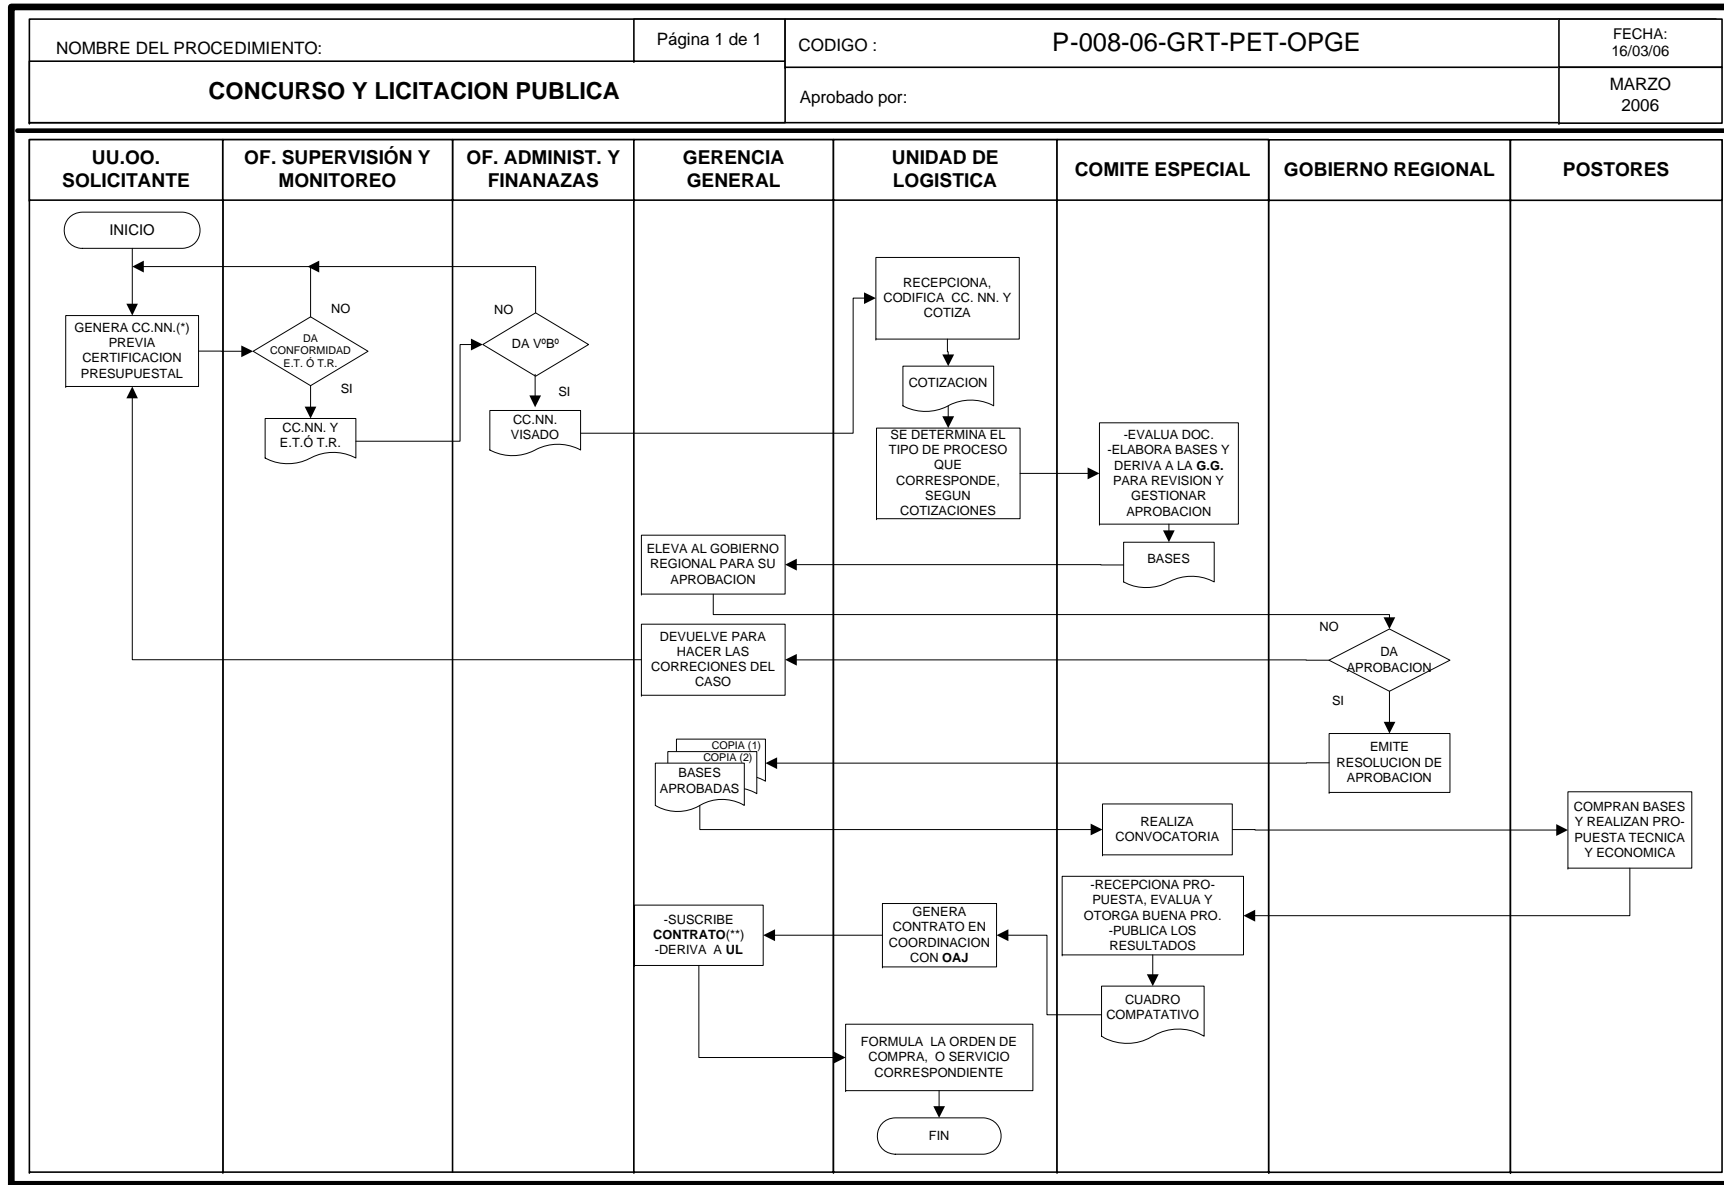 NOMBRE DEL PROCEDIMIENTO:
Página 1 de 1
CODIGO :
P-008-06-GRT-PET-OPGE
FECHA:
16/03/06
CONCURSO Y LICITACION PUBLICA
Aprobado por:
MARZO
2006
UU.OO.
SOLICITANTE
OF. SUPERVISIÓN Y
MONITOREO
OF. ADMINIST. Y
FINANAZAS
GERENCIA
GENERAL
UNIDAD DE
LOGISTICA
COMITE ESPECIAL
GOBIERNO REGIONAL
POSTORES
INICIO
GENERA CC.NN.(*)
PREVIA
CERTIFICACION
PRESUPUESTAL
NO
DA
CONFORMIDAD
E.T. Ó T.R.
SI
CC.NN. Y
E.T.Ó T.R.
NO
DA VºBº
SI
CC.NN.
VISADO
RECEPCIONA,
CODIFICA CC. NN. Y
COTIZA
COTIZACION
SE DETERMINA EL
TIPO DE PROCESO
QUE
CORRESPONDE,
SEGUN
COTIZACIONES
-EVALUA DOC.
-ELABORA BASES Y
DERIVA A LA G.G.
PARA REVISION Y
GESTIONAR
APROBACION
BASES
ELEVA AL GOBIERNO
REGIONAL PARA SU
APROBACION
NO
DA
APROBACION
SI
DEVUELVE PARA
HACER LAS
CORRECIONES DEL
CASO
EMITE
RESOLUCION DE
APROBACION
COPIA (1)
COPIA (2)
BASES
APROBADAS
REALIZA
CONVOCATORIA
COMPRAN BASES
Y REALIZAN PRO-
PUESTA TECNICA
Y ECONOMICA
-RECEPCIONA PRO-
PUESTA, EVALUA Y
OTORGA BUENA PRO.
-PUBLICA LOS
RESULTADOS
CUADRO
COMPATATIVO
GENERA
CONTRATO EN
COORDINACION
CON OAJ
-SUSCRIBE
CONTRATO(**)
-DERIVA A UL
FORMULA LA ORDEN DE
COMPRA, O SERVICIO
CORRESPONDIENTE
FIN